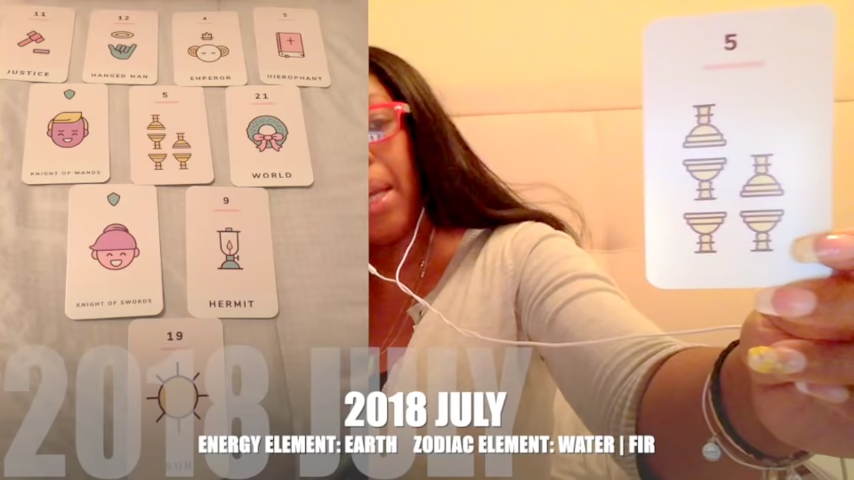 11
JUSTICE
12
HANGED MAN
4
EMPEROR
5
HIEROPHANT
KNIGHT OF WANDS
5
21
WORLD
KNIGHT OF SWORDS
9
HERMIT
19
SUN
5
2018 JULY
2018 JULY
ENERGY ELEMENT: EARTH ZODIAC ELEMENT: WATER | FIR